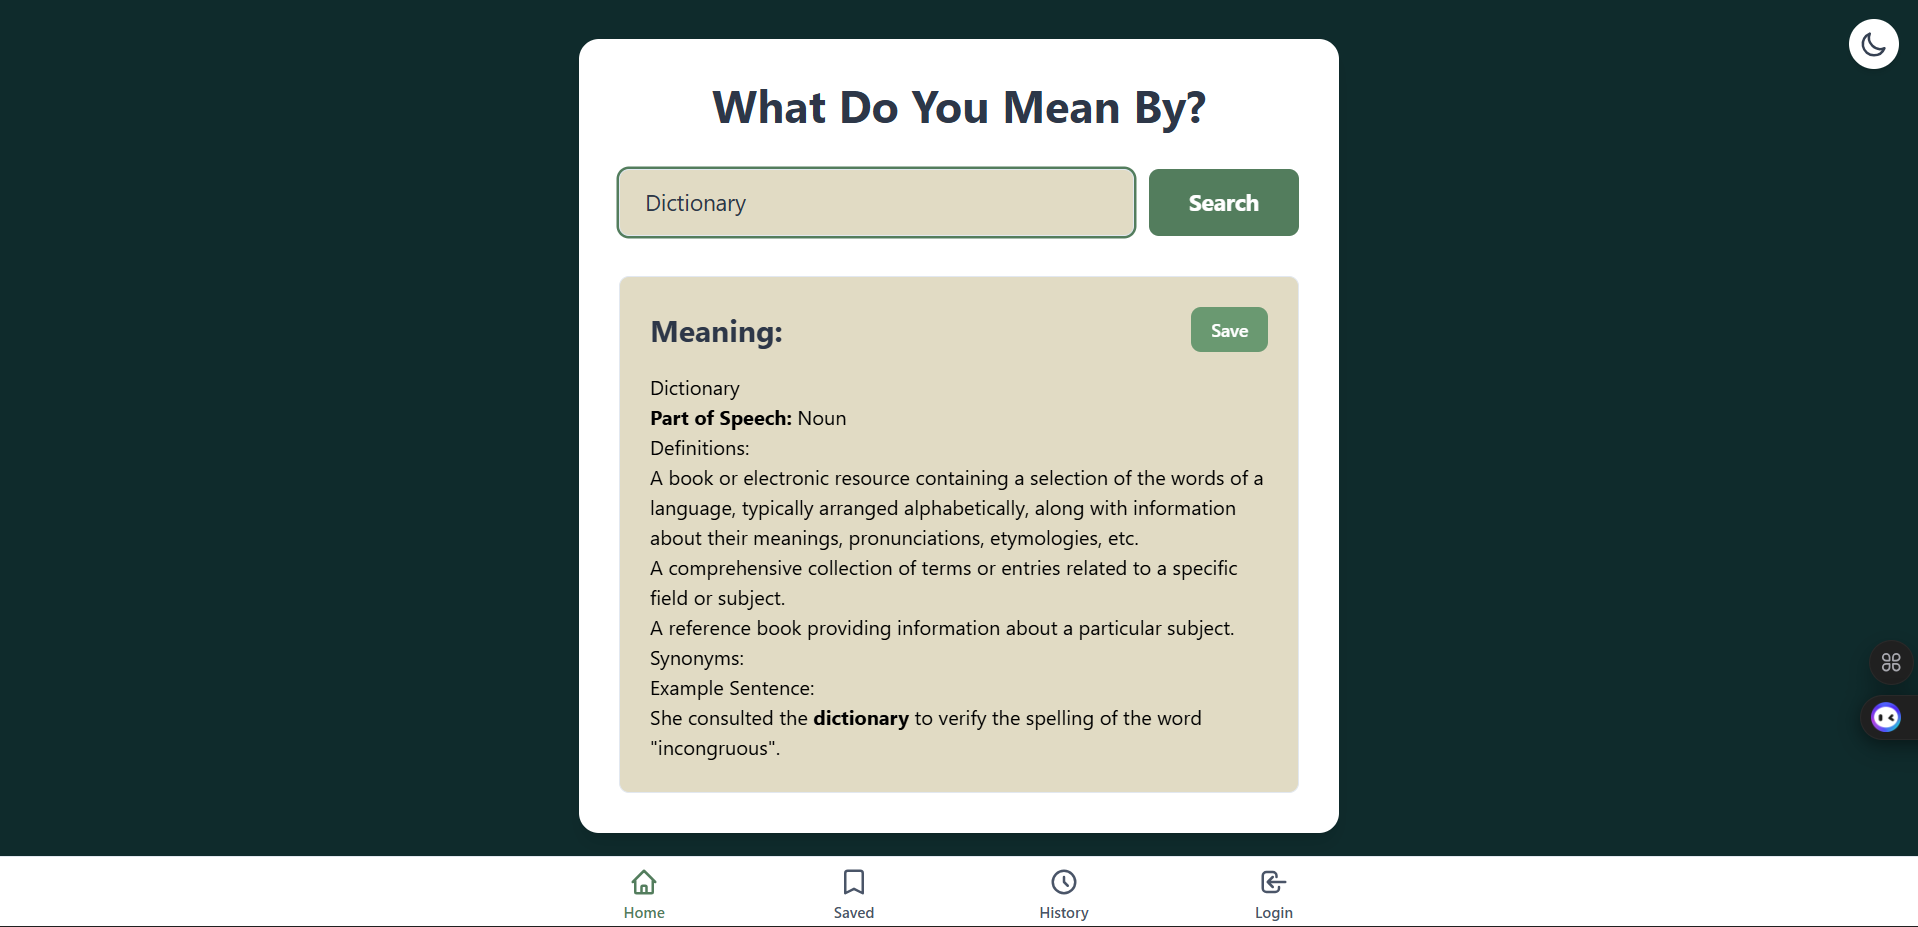 What Do You Mean By?
Dictionary
Search
Meaning:
Save
Dictionary
Part of Speech: Noun
Definitions:
A book or electronic resource containing a selection of the words of a
language, typically arranged alphabetically, along with information
about their meanings, pronunciations, etymologies, etc.
A comprehensive collection of terms or entries related to a specific
field or subject.
A reference book providing information about a particular subject.
Synonyms:
Example Sentence:
She consulted the dictionary to verify the spelling of the word
"incongruous".
Home
Saved
History
Login